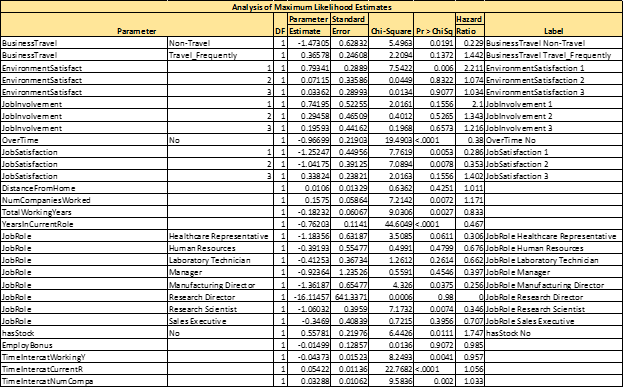 Analysis of Maximum Likelihood Estimates
Parameter DF Parameter Estimate Standard Error Chi-Square Pr > ChiSq Hazard Ratio Label
BusinessTravel Non-Travel 1 -1.47305 0.62832 5.4963 0.0191 0.229 BusinessTravel Non-Travel
BusinessTravel Travel_Frequently 1 0.36578 0.24608 2.2094 0.1372 1.442 BusinessTravel Travel_Frequently
EnvironmentSatisfact 1 1 0.79341 0.2889 7.5422 0.006 2.211 EnvironmentSatisfaction 1
EnvironmentSatisfact 2 1 0.07115 0.33586 0.0449 0.8322 1.074 EnvironmentSatisfaction 2
EnvironmentSatisfact 3 1 0.03362 0.28993 0.0134 0.9077 1.034 EnvironmentSatisfaction 3
JobInvolvement 1 1 0.74195 0.52255 2.0161 0.1556 2.1 JobInvolvement 1
JobInvolvement 2 1 0.29458 0.46509 0.4012 0.5265 1.343 JobInvolvement 2
JobInvolvement 3 1 0.19593 0.44162 0.1968 0.6573 1.216 JobInvolvement 3
OverTime No 1 -0.96699 0.21903 19.4903 <.0001 0.38 OverTime No
JobSatisfaction 1 1 -1.25247 0.44956 7.7619 0.0053 0.286 JobSatisfaction 1
JobSatisfaction 2 1 -1.04175 0.39125 7.0894 0.0078 0.353 JobSatisfaction 2
JobSatisfaction 3 1 0.33824 0.23821 2.0163 0.1556 1.402 JobSatisfaction 3
DistanceFromHome 1 0.0106 0.01329 0.6362 0.4251 1.011
NumCompaniesWorked 1 0.1575 0.05864 7.2142 0.0072 1.171
TotalWorkingYears 1 -0.18232 0.06067 9.0306 0.0027 0.833
YearsInCurrentRole 1 -0.76203 0.1141 44.6049 <.0001 0.467
JobRole Healthcare Representative 1 -1.18356 0.63187 3.5085 0.0611 0.306 JobRole Healthcare Representative
JobRole Human Resources 1 -0.39193 0.55477 0.4991 0.4799 0.676 JobRole Human Resources
JobRole Laboratory Technician 1 -0.41253 0.36734 1.2612 0.2614 0.662 JobRole Laboratory Technician
JobRole Manager 1 -0.92364 1.23526 0.5591 0.4546 0.397 JobRole Manager
JobRole Manufacturing Director 1 -1.36187 0.65477 4.326 0.0375 0.256 JobRole Manufacturing Director
JobRole Research Director 1 -16.11457 641.3371 0.0006 0.98 0 JobRole Research Director
JobRole Research Scientist 1 -1.06032 0.3959 7.1732 0.0074 0.346 JobRole Research Scientist
JobRole Sales Executive 1 -0.3469 0.40839 0.7215 0.3956 0.707 JobRole Sales Executive
hasStock No 1 0.55781 0.21976 6.4426 0.0111 1.747 hasStock No
EmployBonus 1 -0.01499 0.12857 0.0136 0.9072 0.985
TimeIntercatWorkingY 1 -0.04373 0.01523 8.2493 0.0041 0.957
TimeIntercatCurrentR 1 0.05422 0.01136 22.7682 <.0001 1.056
TimeIntercatNumCompa 1 0.03288 0.01062 9.5836 0.002 1.033